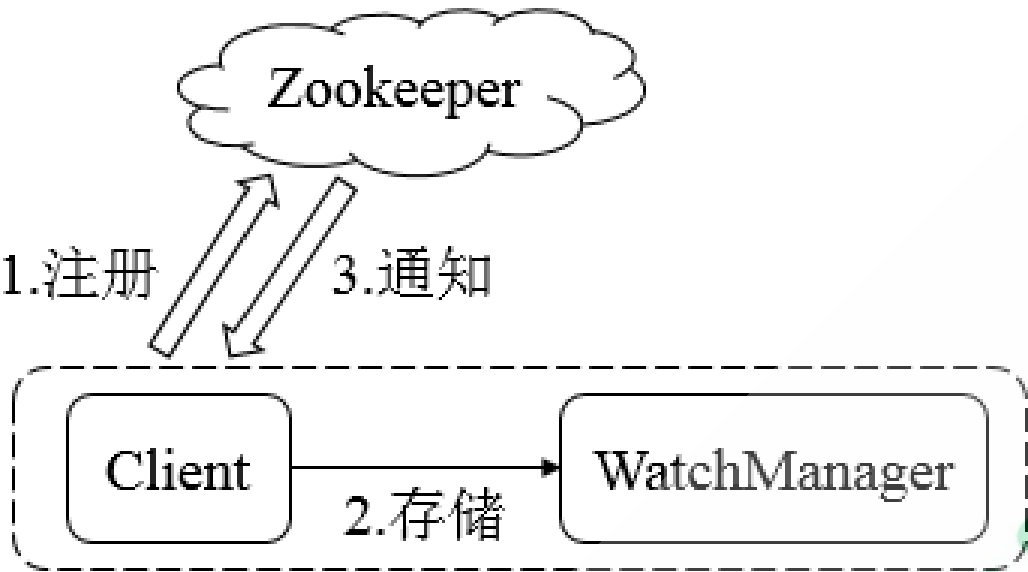 Zookeeper
1.注册
3.通知
Client
2.存储
WatchManager